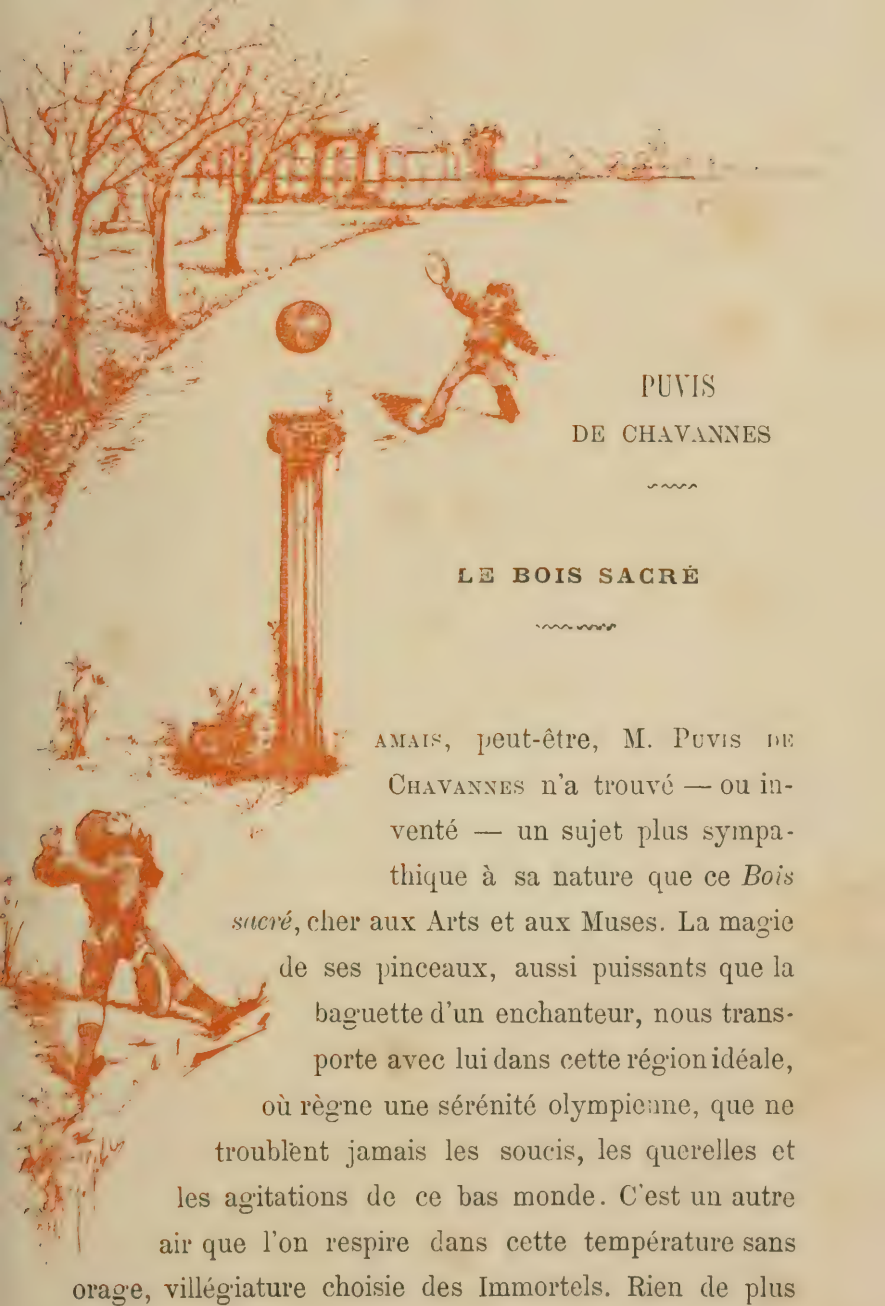 PUVIS
DE CHAVANNES
LE BOIS SACRÉ
AMAIS, peut-être, M. PUVIS DE
CHAVANNES n'a trouvé — ou in-
venté — un sujet plus sympa-
thique à sa nature que ce Bois
sacré, cher aux Arts et aux Muses. La magie
de ses pinceaux, aussi puissants que la
baguette d'un enchanteur, nous trans-
porte avec lui dans cette région idéale,
où règne une sérénité olympienne, que ne
troublent jamais les soucis, les querelles et
les agitations de ce bas monde. C'est un autre
air que l'on respire dans cette température sans
orage, villégiature choisie des Immortels. Rien de plus